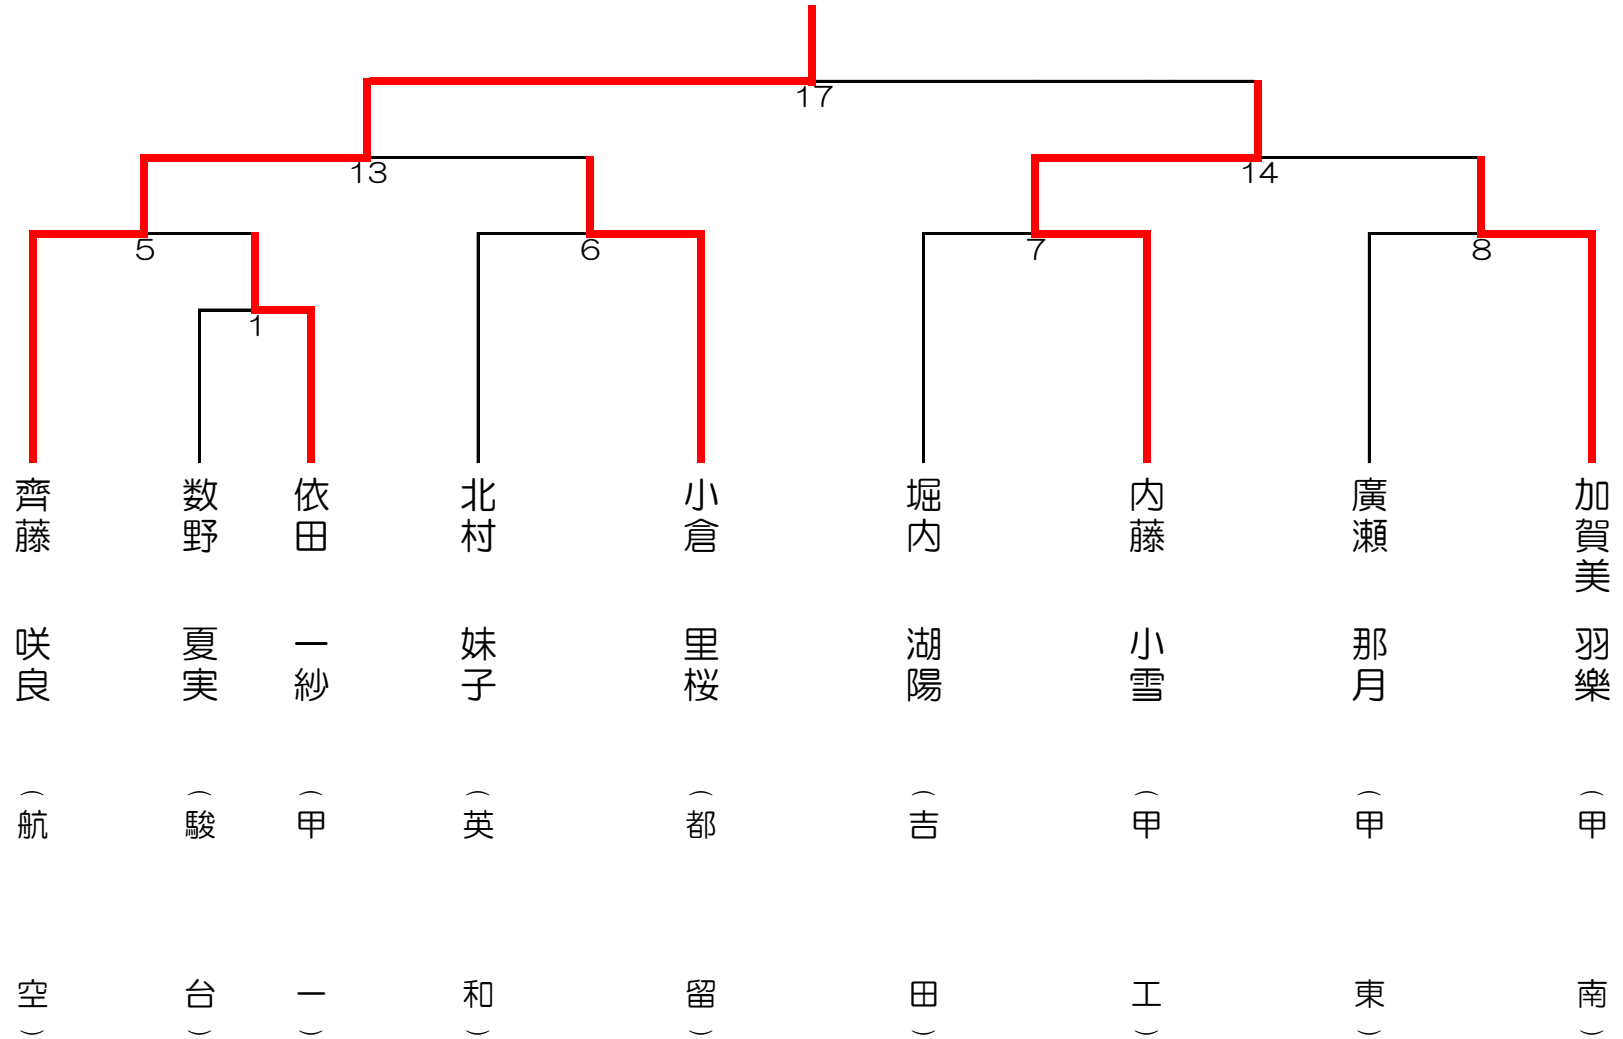 17
13
14
5
6
7
8
1
齊藤 咲良 （航空）
数野 夏実 （駿台）
依田 一紗 （甲一）
北村 妹子 （英和）
小倉 里桜 （都留）
堀内 湖陽 （吉田）
内藤 小雪 （甲工）
廣瀬 那月 （甲東）
加賀美 羽樂 （甲南）